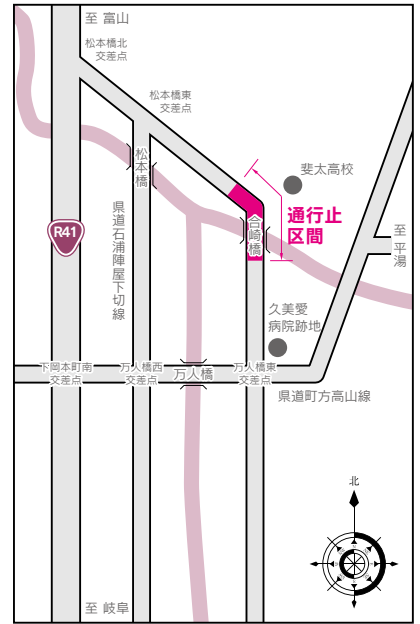 至 富山
松本橋北
交差点
松本橋東
交差点
松本橋
斐太高校
通行止
区間
合崎橋
至 平湯
R41
県道石浦陣屋下切線
久美愛
病院跡地
下岡本町南
交差点
万人橋西
交差点
万人橋
万人橋東
交差点
県道町方高山線
北
至 岐阜